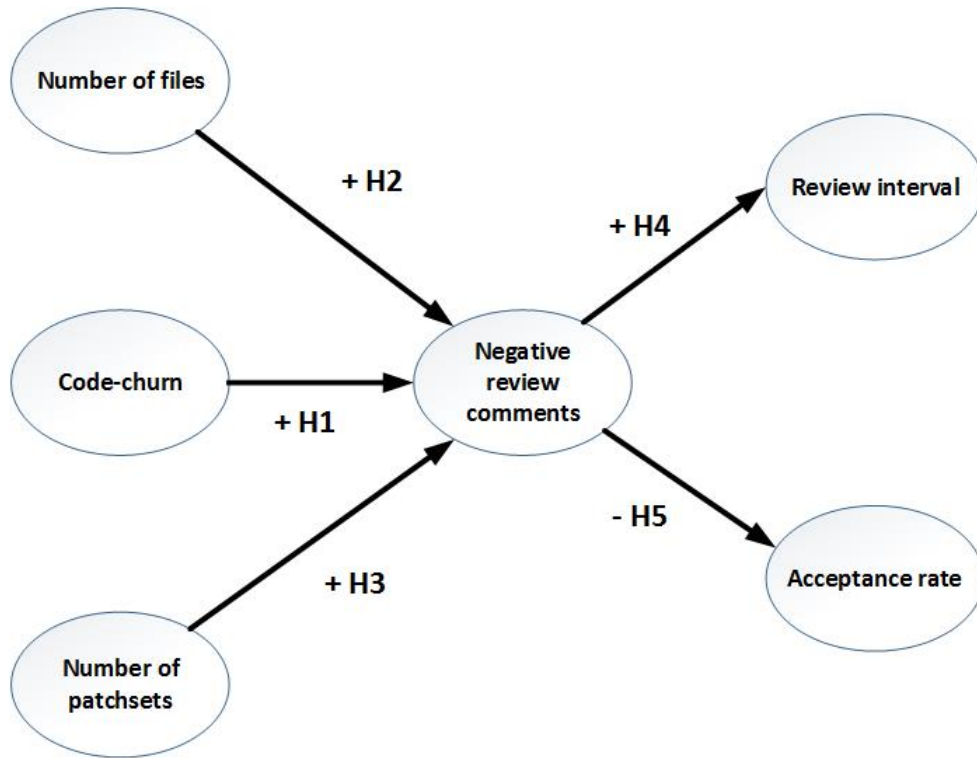 Number of files
+ H2
Review interval
+ H4
Code-churn
+ H1
Negative
review
comments
- H5
+ H3
Acceptance rate
Number of
patchsets